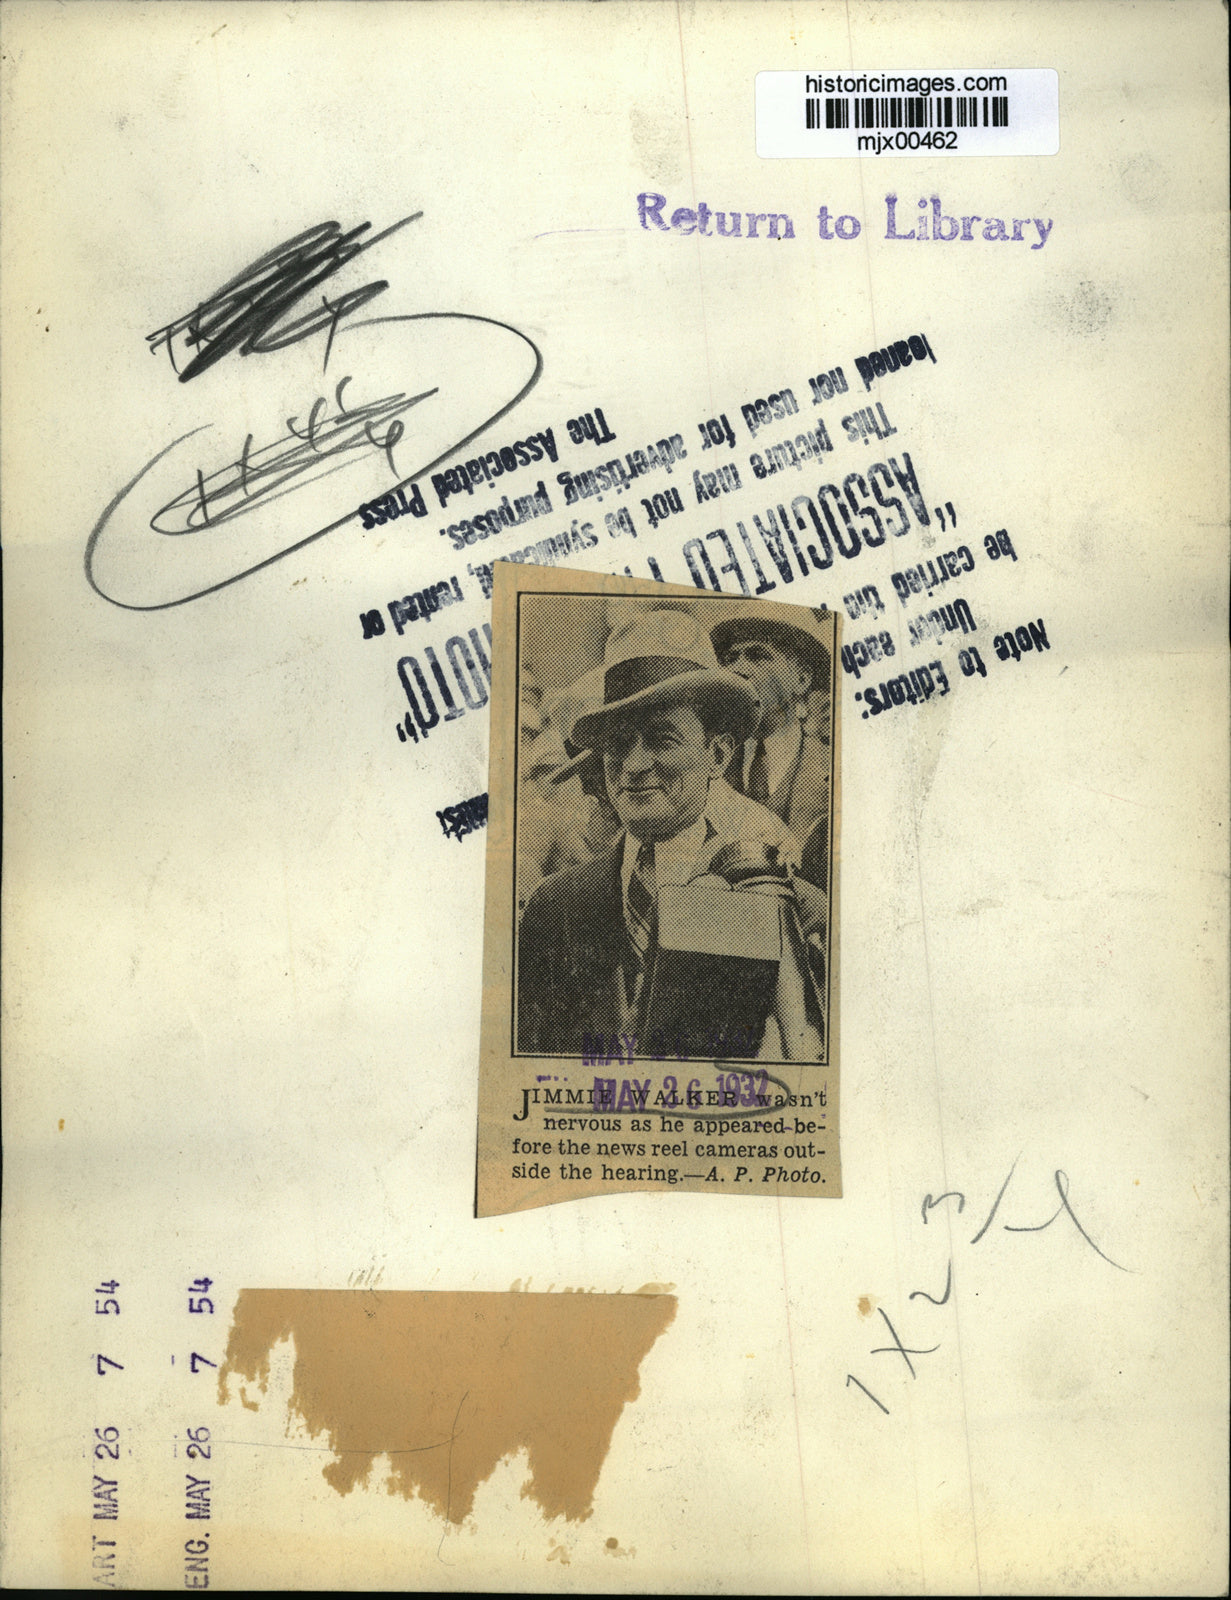 historicimages.com
mjx00462
Return to Library
Note to Editors:
Under each
be carried the
"ASSOCIATED
PHOTO"
This picture may not be syndicated, rented or
loaned nor used for advertising purposes.
The Associated Press
MAY 26
MAY 26 1932
JIMMIE WALKER wasn't
nervous as he appeared be-
fore the news reel cameras out-
side the hearing.—A. P. Photo.
ART MAY 26 7 54
ENG. MAY 26 7 54